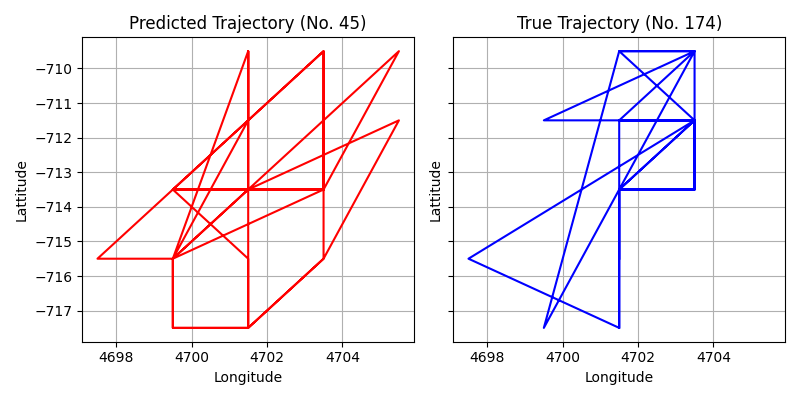 Predicted Trajectory (No. 45)
True Trajectory (No. 174)
−710
−711
−712
−713
−714
−715
−716
−717
Lattitude
Lattitude
4698
4700
4702
4704
4698
4700
4702
4704
Longitude
Longitude